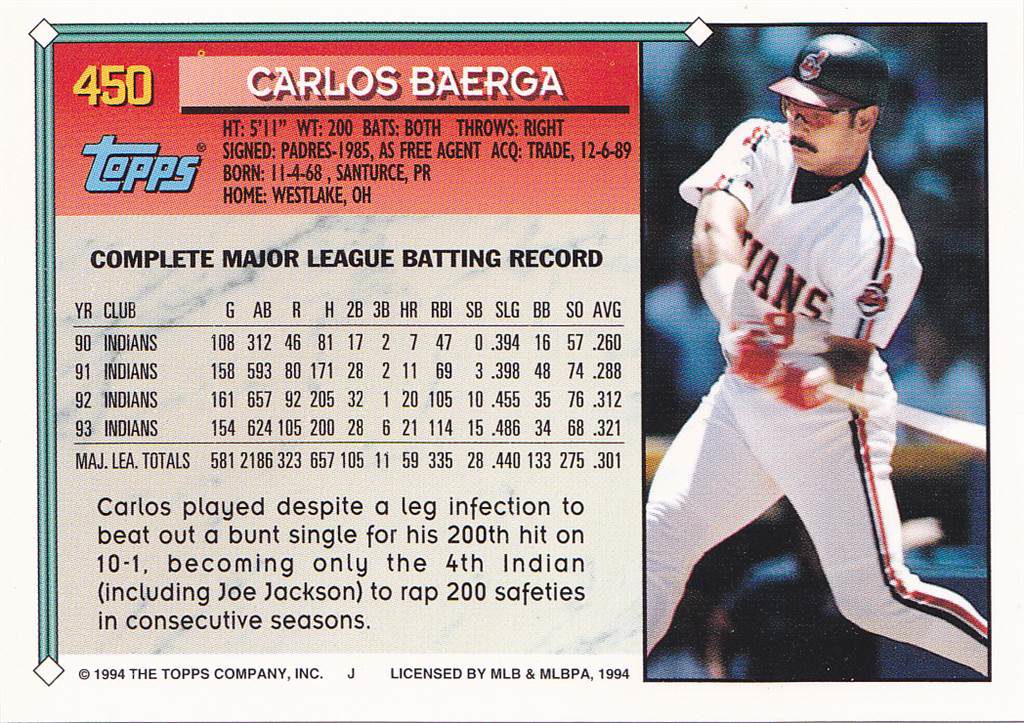 450
CARLOS BAERGA
topps®
HT: 5'11" WT: 200 BATS: BOTH THROWS: RIGHT
SIGNED: PADRES-1985, AS FREE AGENT ACQ: TRADE, 12-6-89
BORN: 11-4-68 , SANTURCE, PR
HOME: WESTLAKE, OH
COMPLETE MAJOR LEAGUE BATTING RECORD
YR CLUB G AB R H 2B 3B HR RBI SB SLG BB SO AVG
90 INDIANS 108 312 46 81 17 2 7 47 0 .394 16 57 .260
91 INDIANS 158 593 80 171 28 2 11 69 3 .398 48 74 .288
92 INDIANS 161 657 92 205 32 1 20 105 10 .455 35 76 .312
93 INDIANS 154 624 105 200 28 6 21 114 15 .486 34 68 .321
MAJ. LEA. TOTALS 581 2186 323 657 105 11 59 335 28 .440 133 275 .301
Carlos played despite a leg infection to
beat out a bunt single for his 200th hit on
10-1, becoming only the 4th Indian
(including Joe Jackson) to rap 200 safeties
in consecutive seasons.
© 1994 THE TOPPS COMPANY, INC. J LICENSED BY MLB & MLBPA, 1994
IANS
9